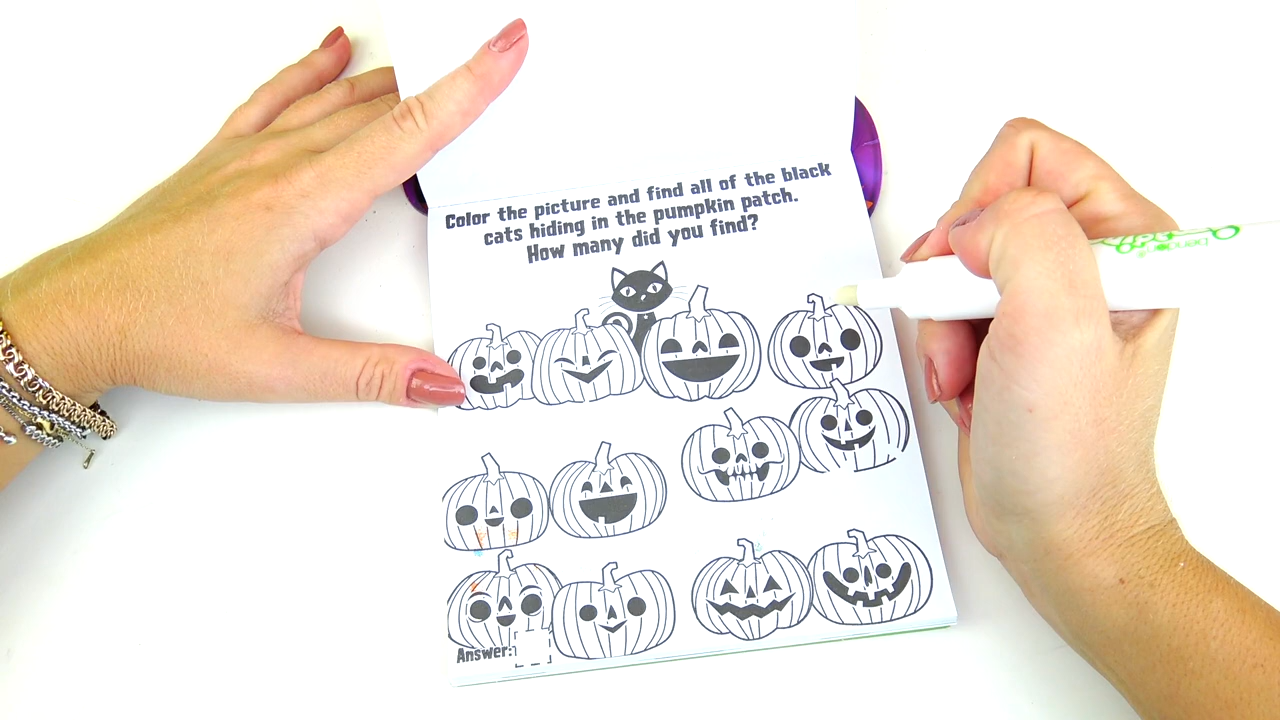 Color the picture and find all of the black
cats hiding in the pumpkin patch.
How many did you find?
Answer: